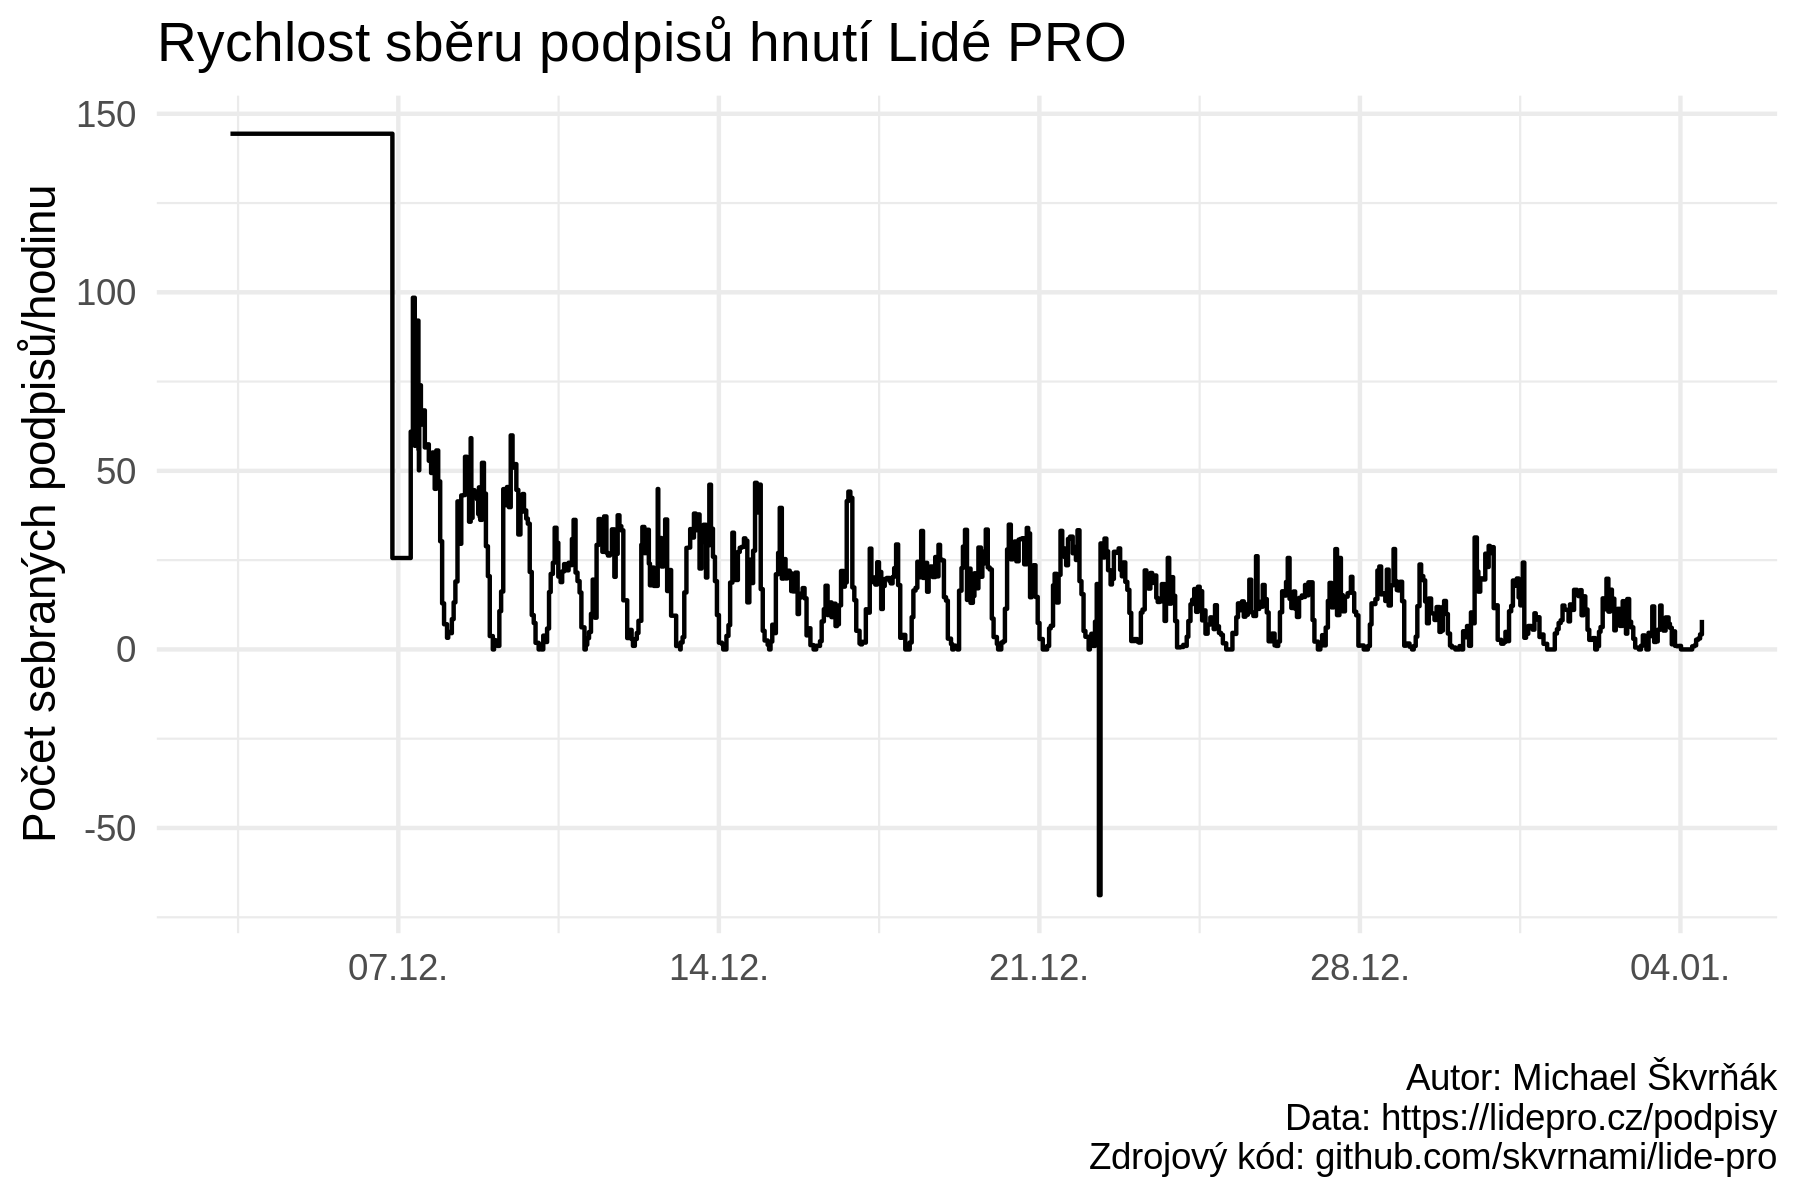 Rychlost sběru podpisů hnutí Lidé PRO
Počet sebraných podpisů/hodinu
150
100
50
0
-50
07.12.
14.12.
21.12.
28.12.
04.01.
Autor: Michael Škvrňák
Data: https://lidepro.cz/podpisy
Zdrojový kód: github.com/skvrnami/lide-pro